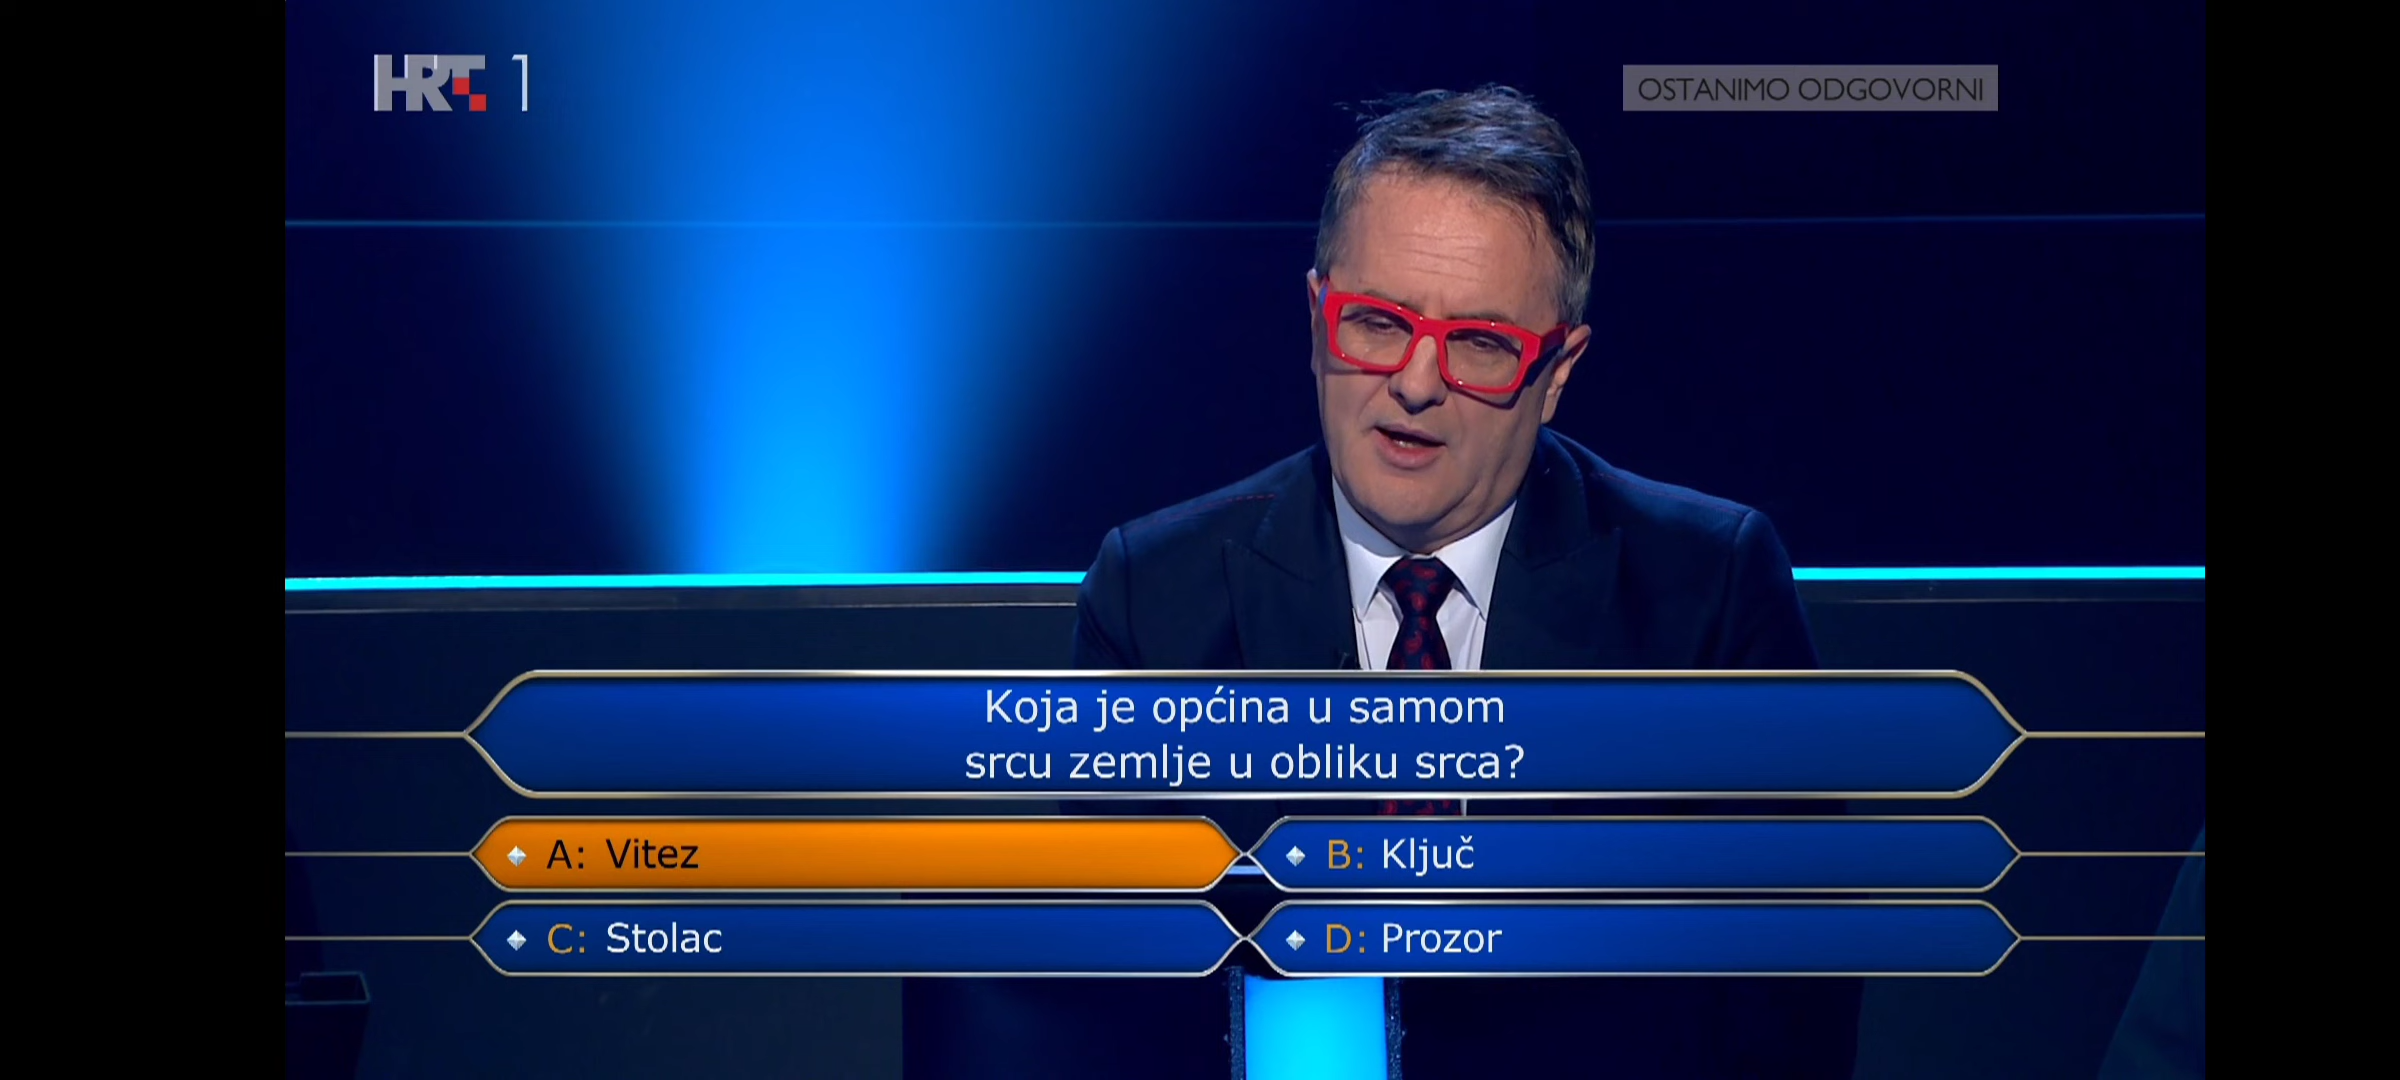 HRT 1
OSTANIMO ODGOVORNI
Koja je općina u samom
srcu zemlje u obliku srca?
A: Vitez
B: Ključ
C: Stolac
D: Prozor